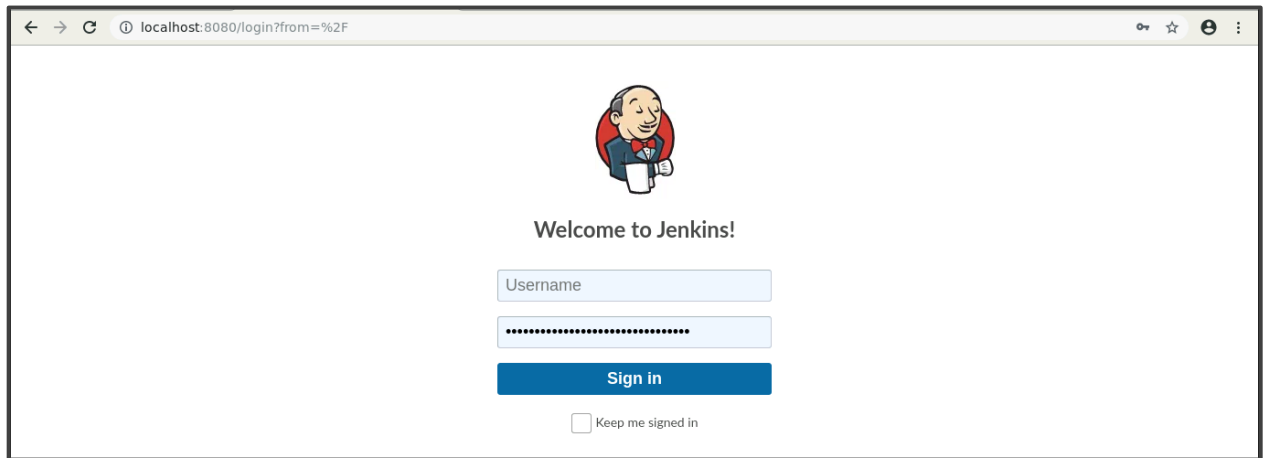 localhost:8080/login?from=%2F
Welcome to Jenkins!
Username
••••••••••••••••••••••••••••••••
Sign in
Keep me signed in